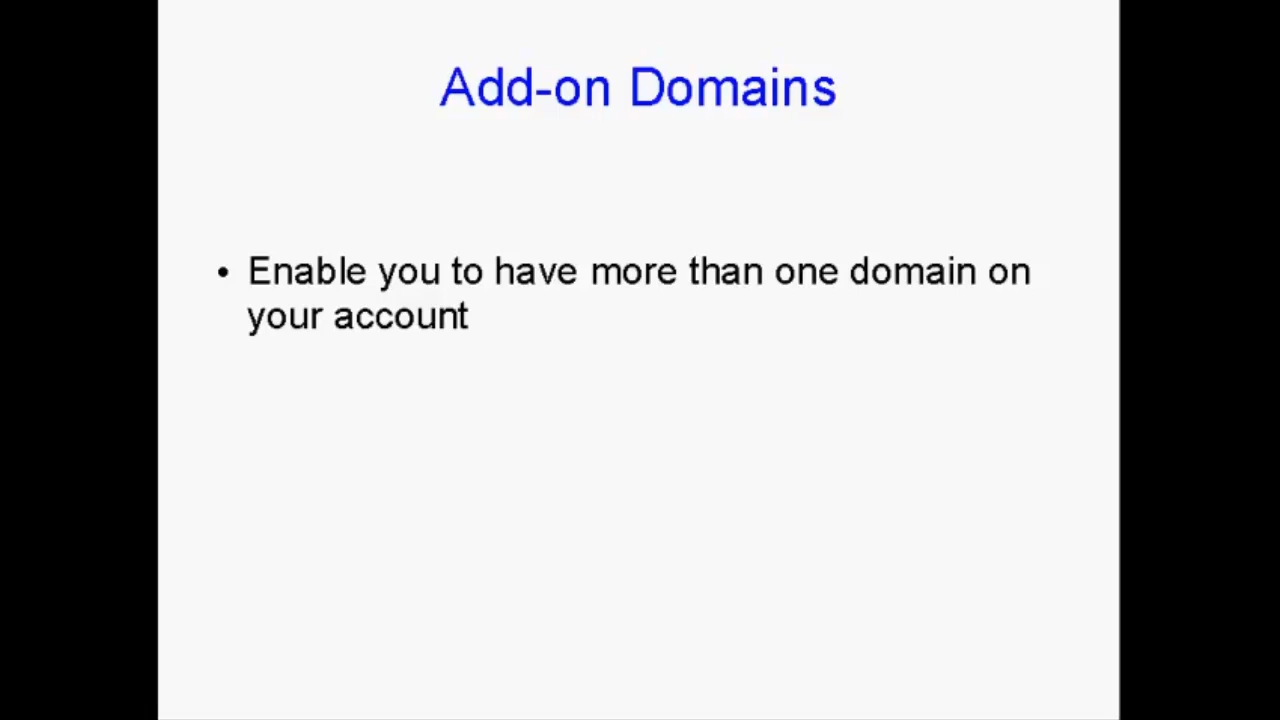 Add-on Domains
• Enable you to have more than one domain on
your account